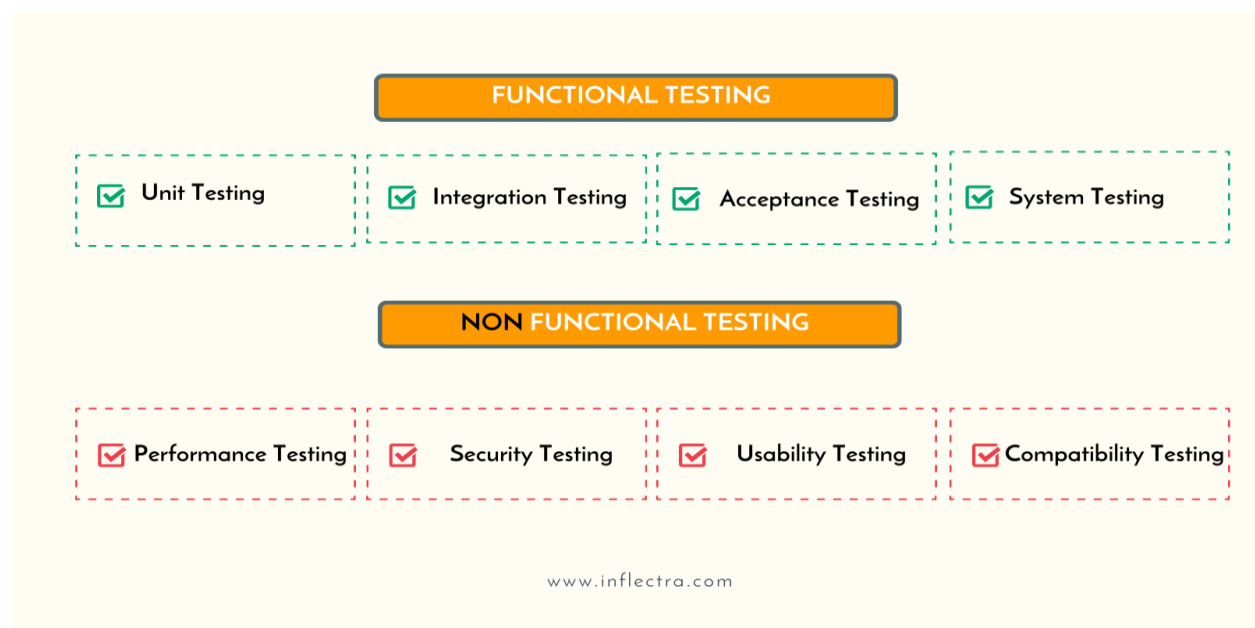 FUNCTIONAL TESTING
Unit Testing
Integration Testing
Acceptance Testing
System Testing
NON FUNCTIONAL TESTING
Performance Testing
Security Testing
Usability Testing
Compatibility Testing
www.inflectra.com